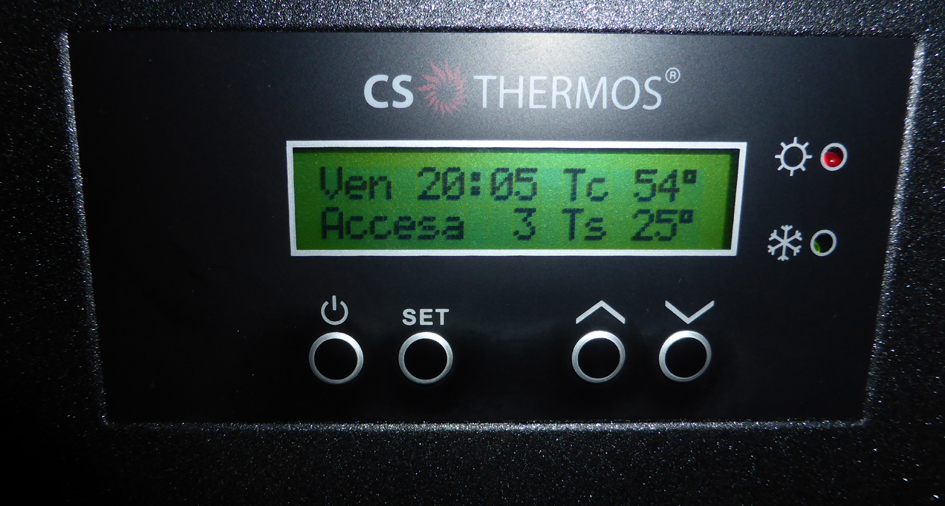 CS THERMOS®
Ven 20:05 Tc 54°
Accesa 3 Ts 25°
SET